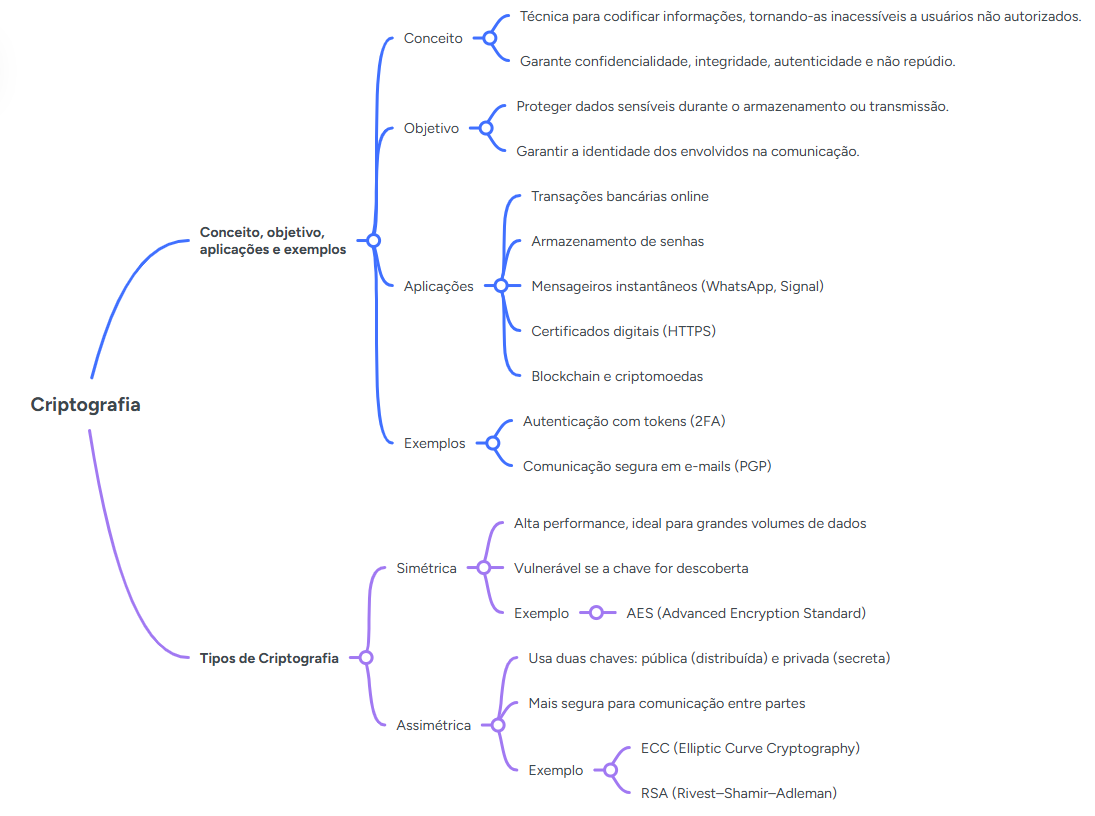 Criptografia
Conceito, objetivo,
aplicações e exemplos
Conceito
Técnica para codificar informações, tornando-as inacessíveis a usuários não autorizados.
Garante confidencialidade, integridade, autenticidade e não repúdio.
Objetivo
Proteger dados sensíveis durante o armazenamento ou transmissão.
Garantir a identidade dos envolvidos na comunicação.
Aplicações
Transações bancárias online
Armazenamento de senhas
Mensageiros instantâneos (WhatsApp, Signal)
Certificados digitais (HTTPS)
Blockchain e criptomoedas
Exemplos
Autenticação com tokens (2FA)
Comunicação segura em e-mails (PGP)
Tipos de Criptografia
Simétrica
Alta performance, ideal para grandes volumes de dados
Vulnerável se a chave for descoberta
Exemplo
AES (Advanced Encryption Standard)
Assimétrica
Usa duas chaves: pública (distribuída) e privada (secreta)
Mais segura para comunicação entre partes
Exemplo
ECC (Elliptic Curve Cryptography)
RSA (Rivest–Shamir–Adleman)